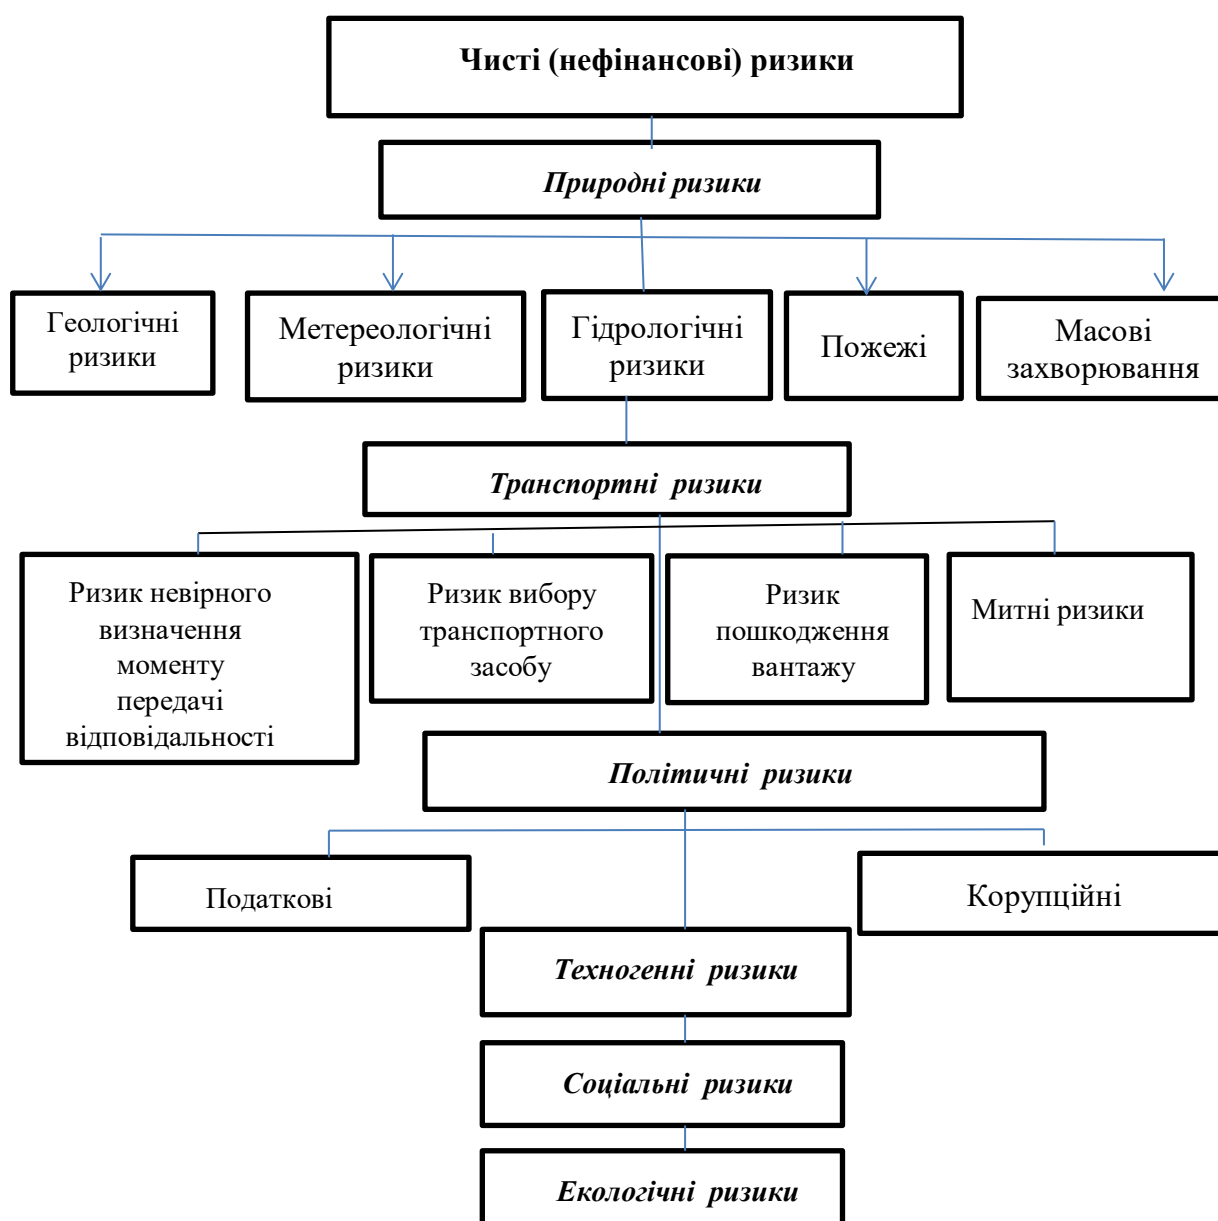 Чисті (нефінансові) ризики
Природні ризики
Геологічні
ризики
Метереологічні
ризики
Гідрологічні
ризики
Пожежі
Масові
захворювання
Транспортні ризики
Ризик невірного
визначення
моменту
передачі
відповідальності
Ризик вибору
транспортного
засобу
Ризик
пошкодження
вантажу
Митні ризики
Політичні ризики
Податкові
Корупційні
Техногенні ризики
Соціальні ризики
Екологічні ризики